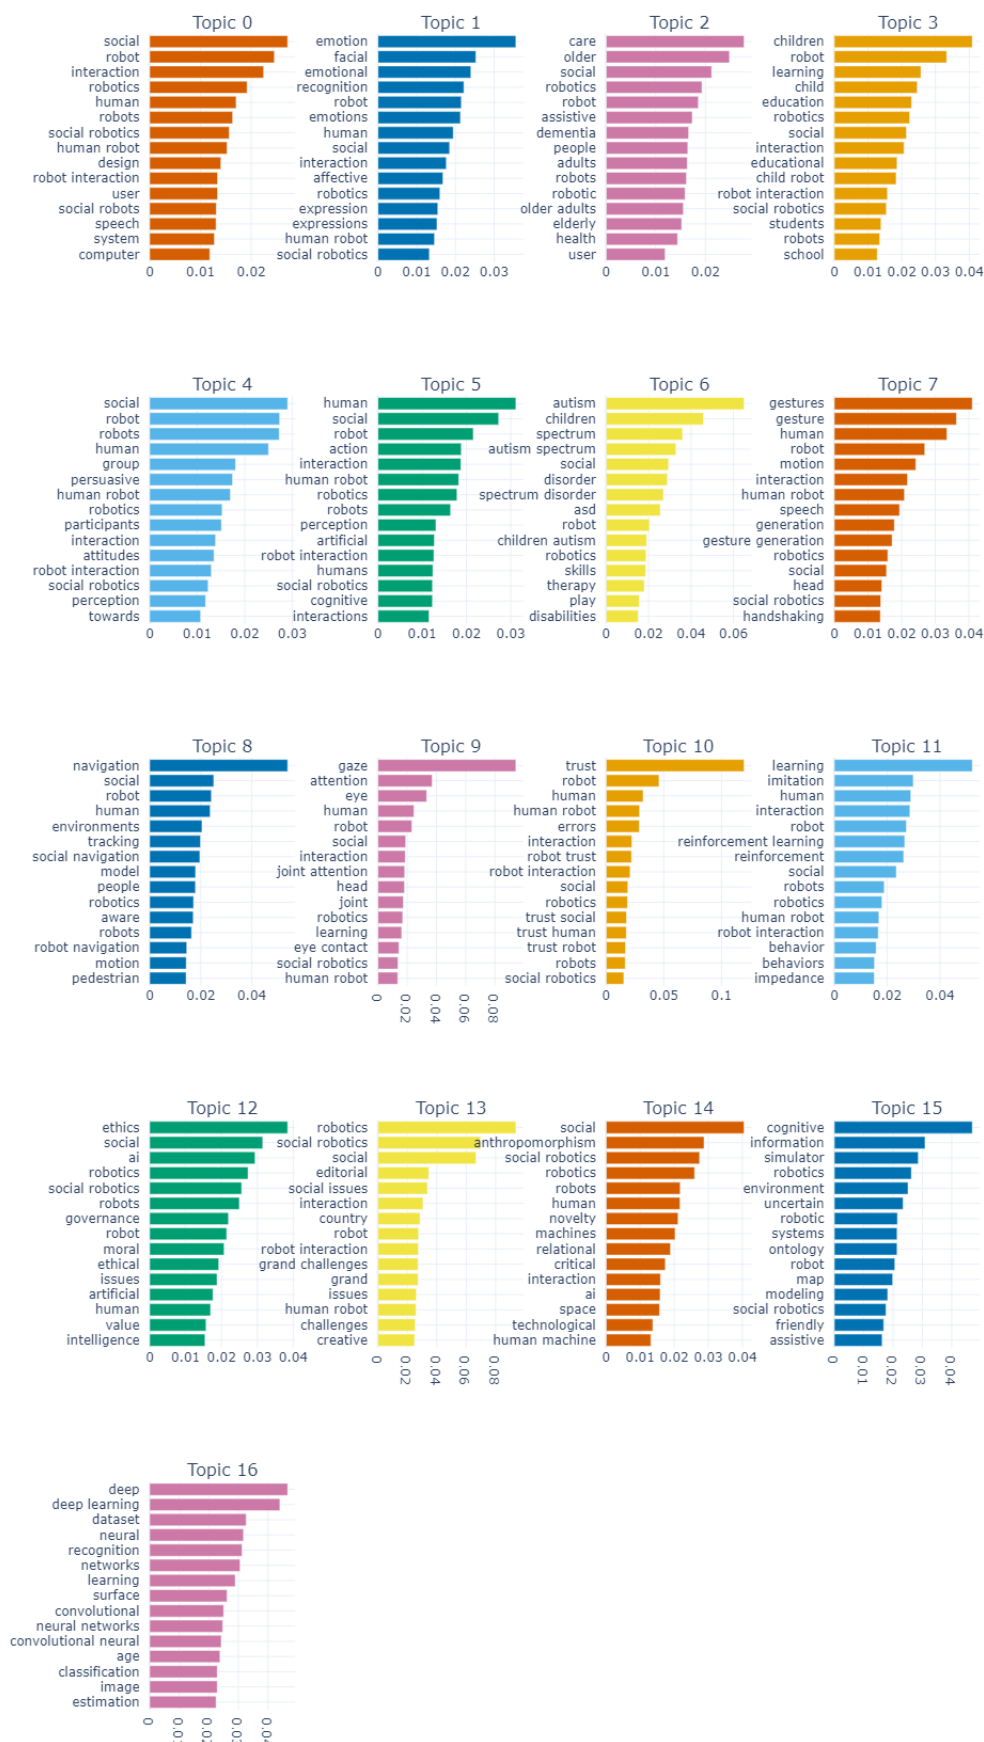 Topic 0
social
robot
interaction
robotics
human
robots
social robotics
human robot
design
robot interaction
user
social robots
speech
system
computer
0 0.01 0.02
Topic 1
emotion
facial
emotional
recognition
robot
emotions
human
social
interaction
affective
robotics
expression
expressions
human robot
social robotics
0 0.01 0.02 0.03
Topic 2
care
older
social
robotics
robot
assistive
dementia
people
adults
robots
robotic
older adults
elderly
health
user
0 0.01 0.02
Topic 3
children
robot
learning
child
education
robotics
social
interaction
educational
child robot
robot interaction
social robotics
students
robots
school
0 0.01 0.02 0.03 0.04
Topic 4
social
robot
robots
human
group
persuasive
human robot
robotics
participants
interaction
attitudes
robot interaction
social robotics
perception
towards
0 0.01 0.02 0.03
Topic 5
human
social
robot
action
interaction
human robot
robotics
robots
perception
artificial
robot interaction
humans
social robotics
cognitive
interactions
0 0.01 0.02 0.03
Topic 6
autism
children
spectrum
autism spectrum
social
disorder
spectrum disorder
asd
robot
children autism
robotics
skills
therapy
play
disabilities
0 0.02 0.04 0.06
Topic 7
gestures
gesture
human
robot
motion
interaction
human robot
speech
generation
gesture generation
robotics
social
head
social robotics
handshaking
0 0.01 0.02 0.03 0.04
Topic 8
navigation
social
robot
human
environments
tracking
social navigation
model
people
robotics
aware
robots
robot navigation
motion
pedestrian
0 0.02 0.04
Topic 9
gaze
attention
eye
human
robot
social
interaction
joint attention
head
joint
robotics
learning
eye contact
social robotics
human robot
0 0.02 0.04 0.06 0.08
Topic 10
trust
robot
human
human robot
errors
interaction
robot trust
robot interaction
social
robotics
trust social
trust human
trust robot
robots
social robotics
0 0.05 0.1
Topic 11
learning
imitation
human
interaction
robot
reinforcement learning
reinforcement
social
robots
robotics
human robot
robot interaction
behavior
behaviors
impedance
0 0.02 0.04
Topic 12
ethics
social
ai
robotics
social robotics
robots
governance
robot
moral
ethical
issues
artificial
human
value
intelligence
0 0.01 0.02 0.03 0.04
Topic 13
robotics
social robotics
social
editorial
social issues
interaction
country
robot
robot interaction
grand challenges
grand
issues
human robot
challenges
creative
0 0.02 0.04 0.06 0.08
Topic 14
social
anthropomorphism
social robotics
robotics
robots
human
novelty
machines
relational
critical
interaction
ai
space
technological
human machine
0 0.01 0.02 0.03 0.04
Topic 15
cognitive
information
simulator
robotics
environment
uncertain
robotic
systems
ontology
robot
map
modeling
social robotics
friendly
assistive
0 0.01 0.02 0.03 0.04
Topic 16
deep
deep learning
dataset
neural
recognition
networks
learning
surface
convolutional
neural networks
convolutional neural
age
classification
image
estimation
0